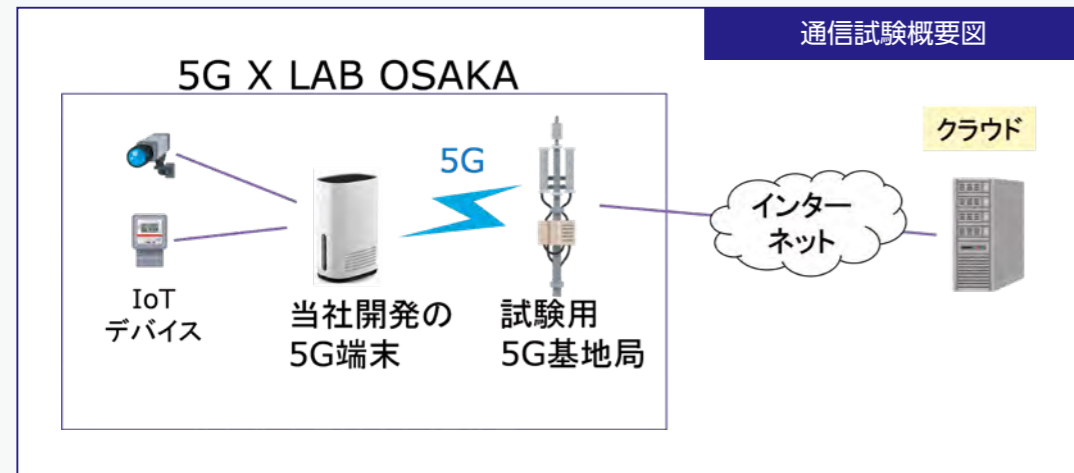 通信試験概要図
5G X LAB OSAKA
クラウド
5G
インター
ネット
IoT
デバイス
当社開発の
5G端末
試験用
5G基地局